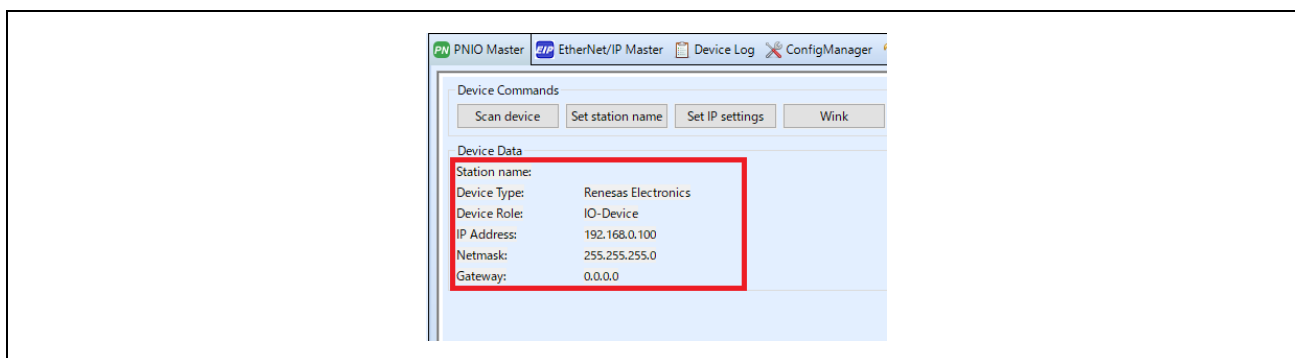 PN PNIO Master EIP EtherNet/IP Master Device Log ConfigManager
Device Commands
Scan device Set station name Set IP settings Wink
Device Data
Station name:
Device Type: Renesas Electronics
Device Role: IO-Device
IP Address: 192.168.0.100
Netmask: 255.255.255.0
Gateway: 0.0.0.0